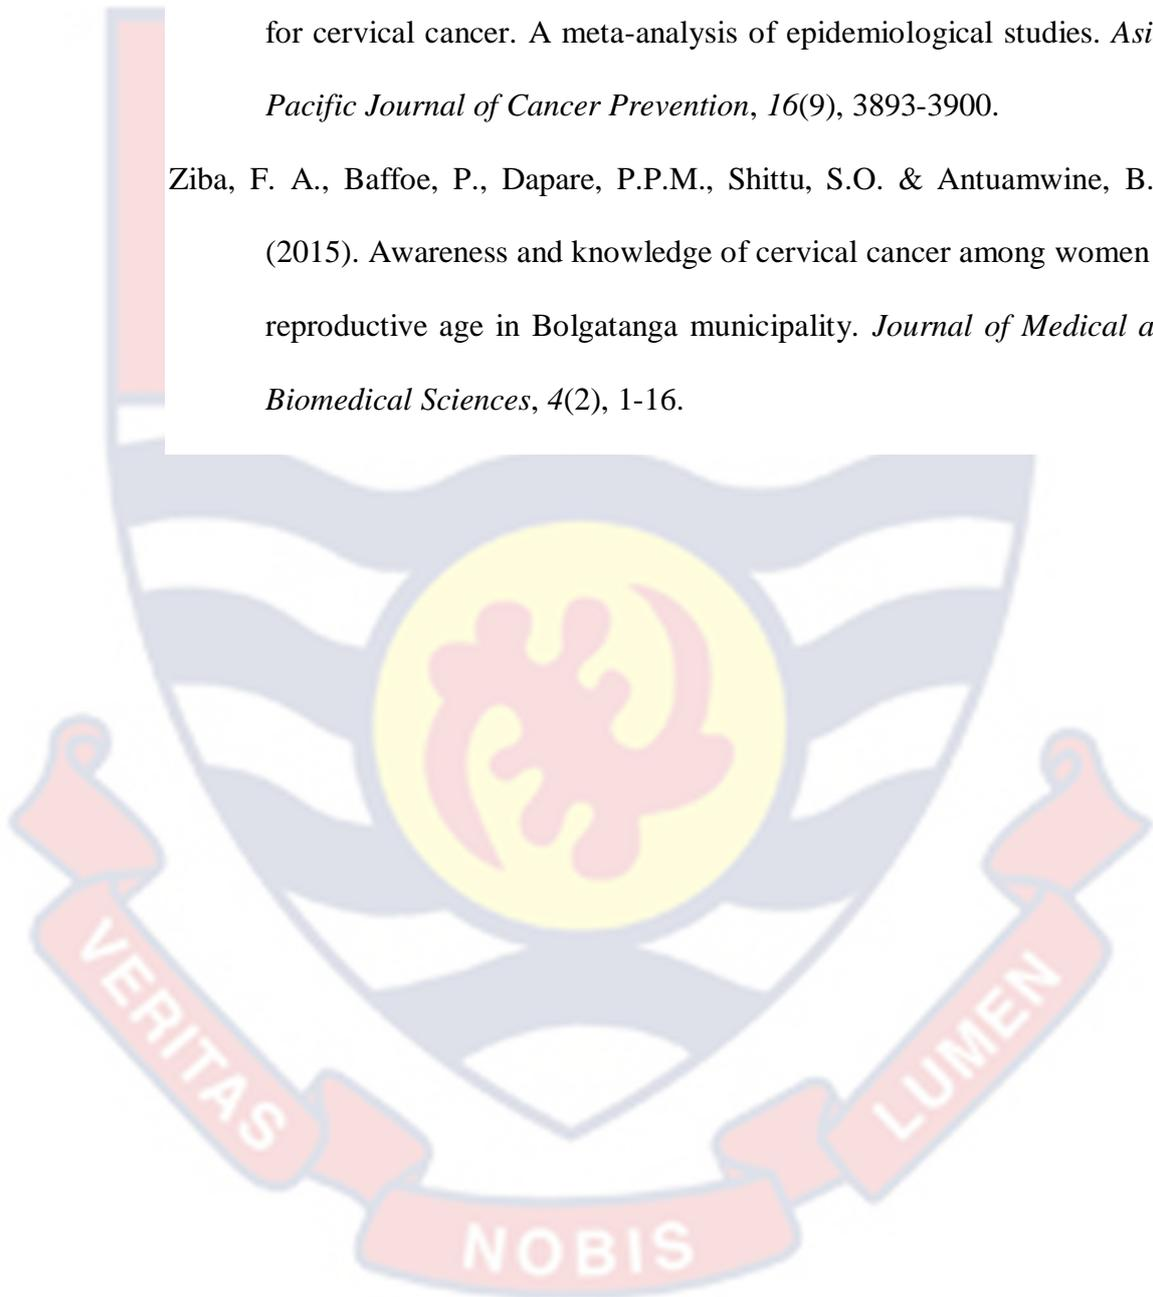 for cervical cancer. A meta-analysis of epidemiological studies. Asi
Pacific Journal of Cancer Prevention, 16(9), 3893-3900.
Ziba, F. A., Baffoe, P., Dapare, P.P.M., Shittu, S.O. & Antuamwine, B.
(2015). Awareness and knowledge of cervical cancer among women
reproductive age in Bolgatanga municipality. Journal of Medical a
Biomedical Sciences, 4(2), 1-16.
VERITAS
NOBIS
LUMEN